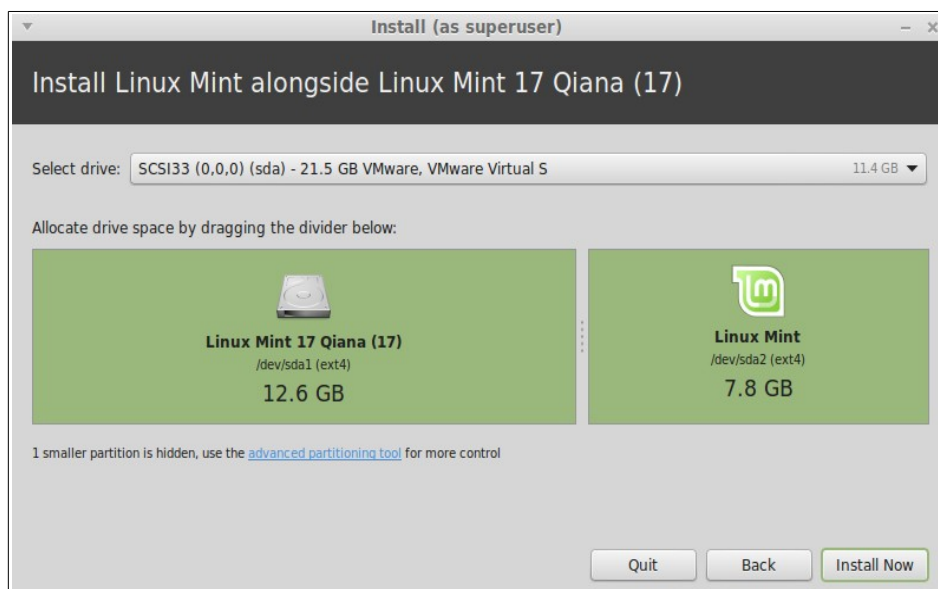 Install (as superuser)
Install Linux Mint alongside Linux Mint 17 Qiana (17)
Select drive: SCSI33 (0,0,0) (sda) - 21.5 GB VMware, VMware Virtual S 11.4 GB
Allocate drive space by dragging the divider below:
Linux Mint 17 Qiana (17)
/dev/sda1 (ext4)
12.6 GB
Linux Mint
/dev/sda2 (ext4)
7.8 GB
1 smaller partition is hidden, use the advanced partitioning tool for more control
Quit Back Install Now